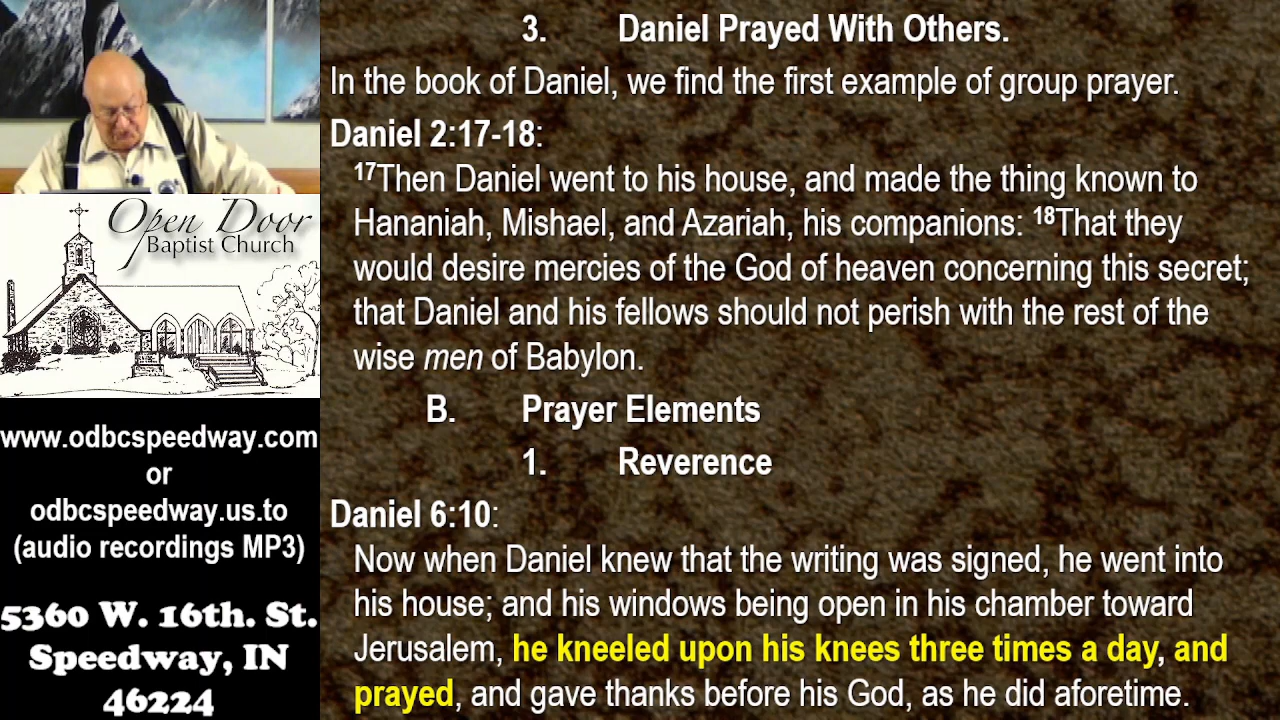 3. Daniel Prayed With Others.
In the book of Daniel, we find the first example of group prayer.
Daniel 2:17-18:
17Then Daniel went to his house, and made the thing known to
Hananiah, Mishael, and Azariah, his companions: 18That they
would desire mercies of the God of heaven concerning this secret;
that Daniel and his fellows should not perish with the rest of the
wise men of Babylon.
B. Prayer Elements
1. Reverence
Daniel 6:10:
Now when Daniel knew that the writing was signed, he went into
his house; and his windows being open in his chamber toward
Jerusalem, he kneeled upon his knees three times a day, and
prayed, and gave thanks before his God, as he did aforetime.
Open Door
Baptist Church
www.odbcspeedway.com
or
odbcspeedway.us.to
(audio recordings MP3)
5360 W. 16th. St.
Speedway, IN
46224